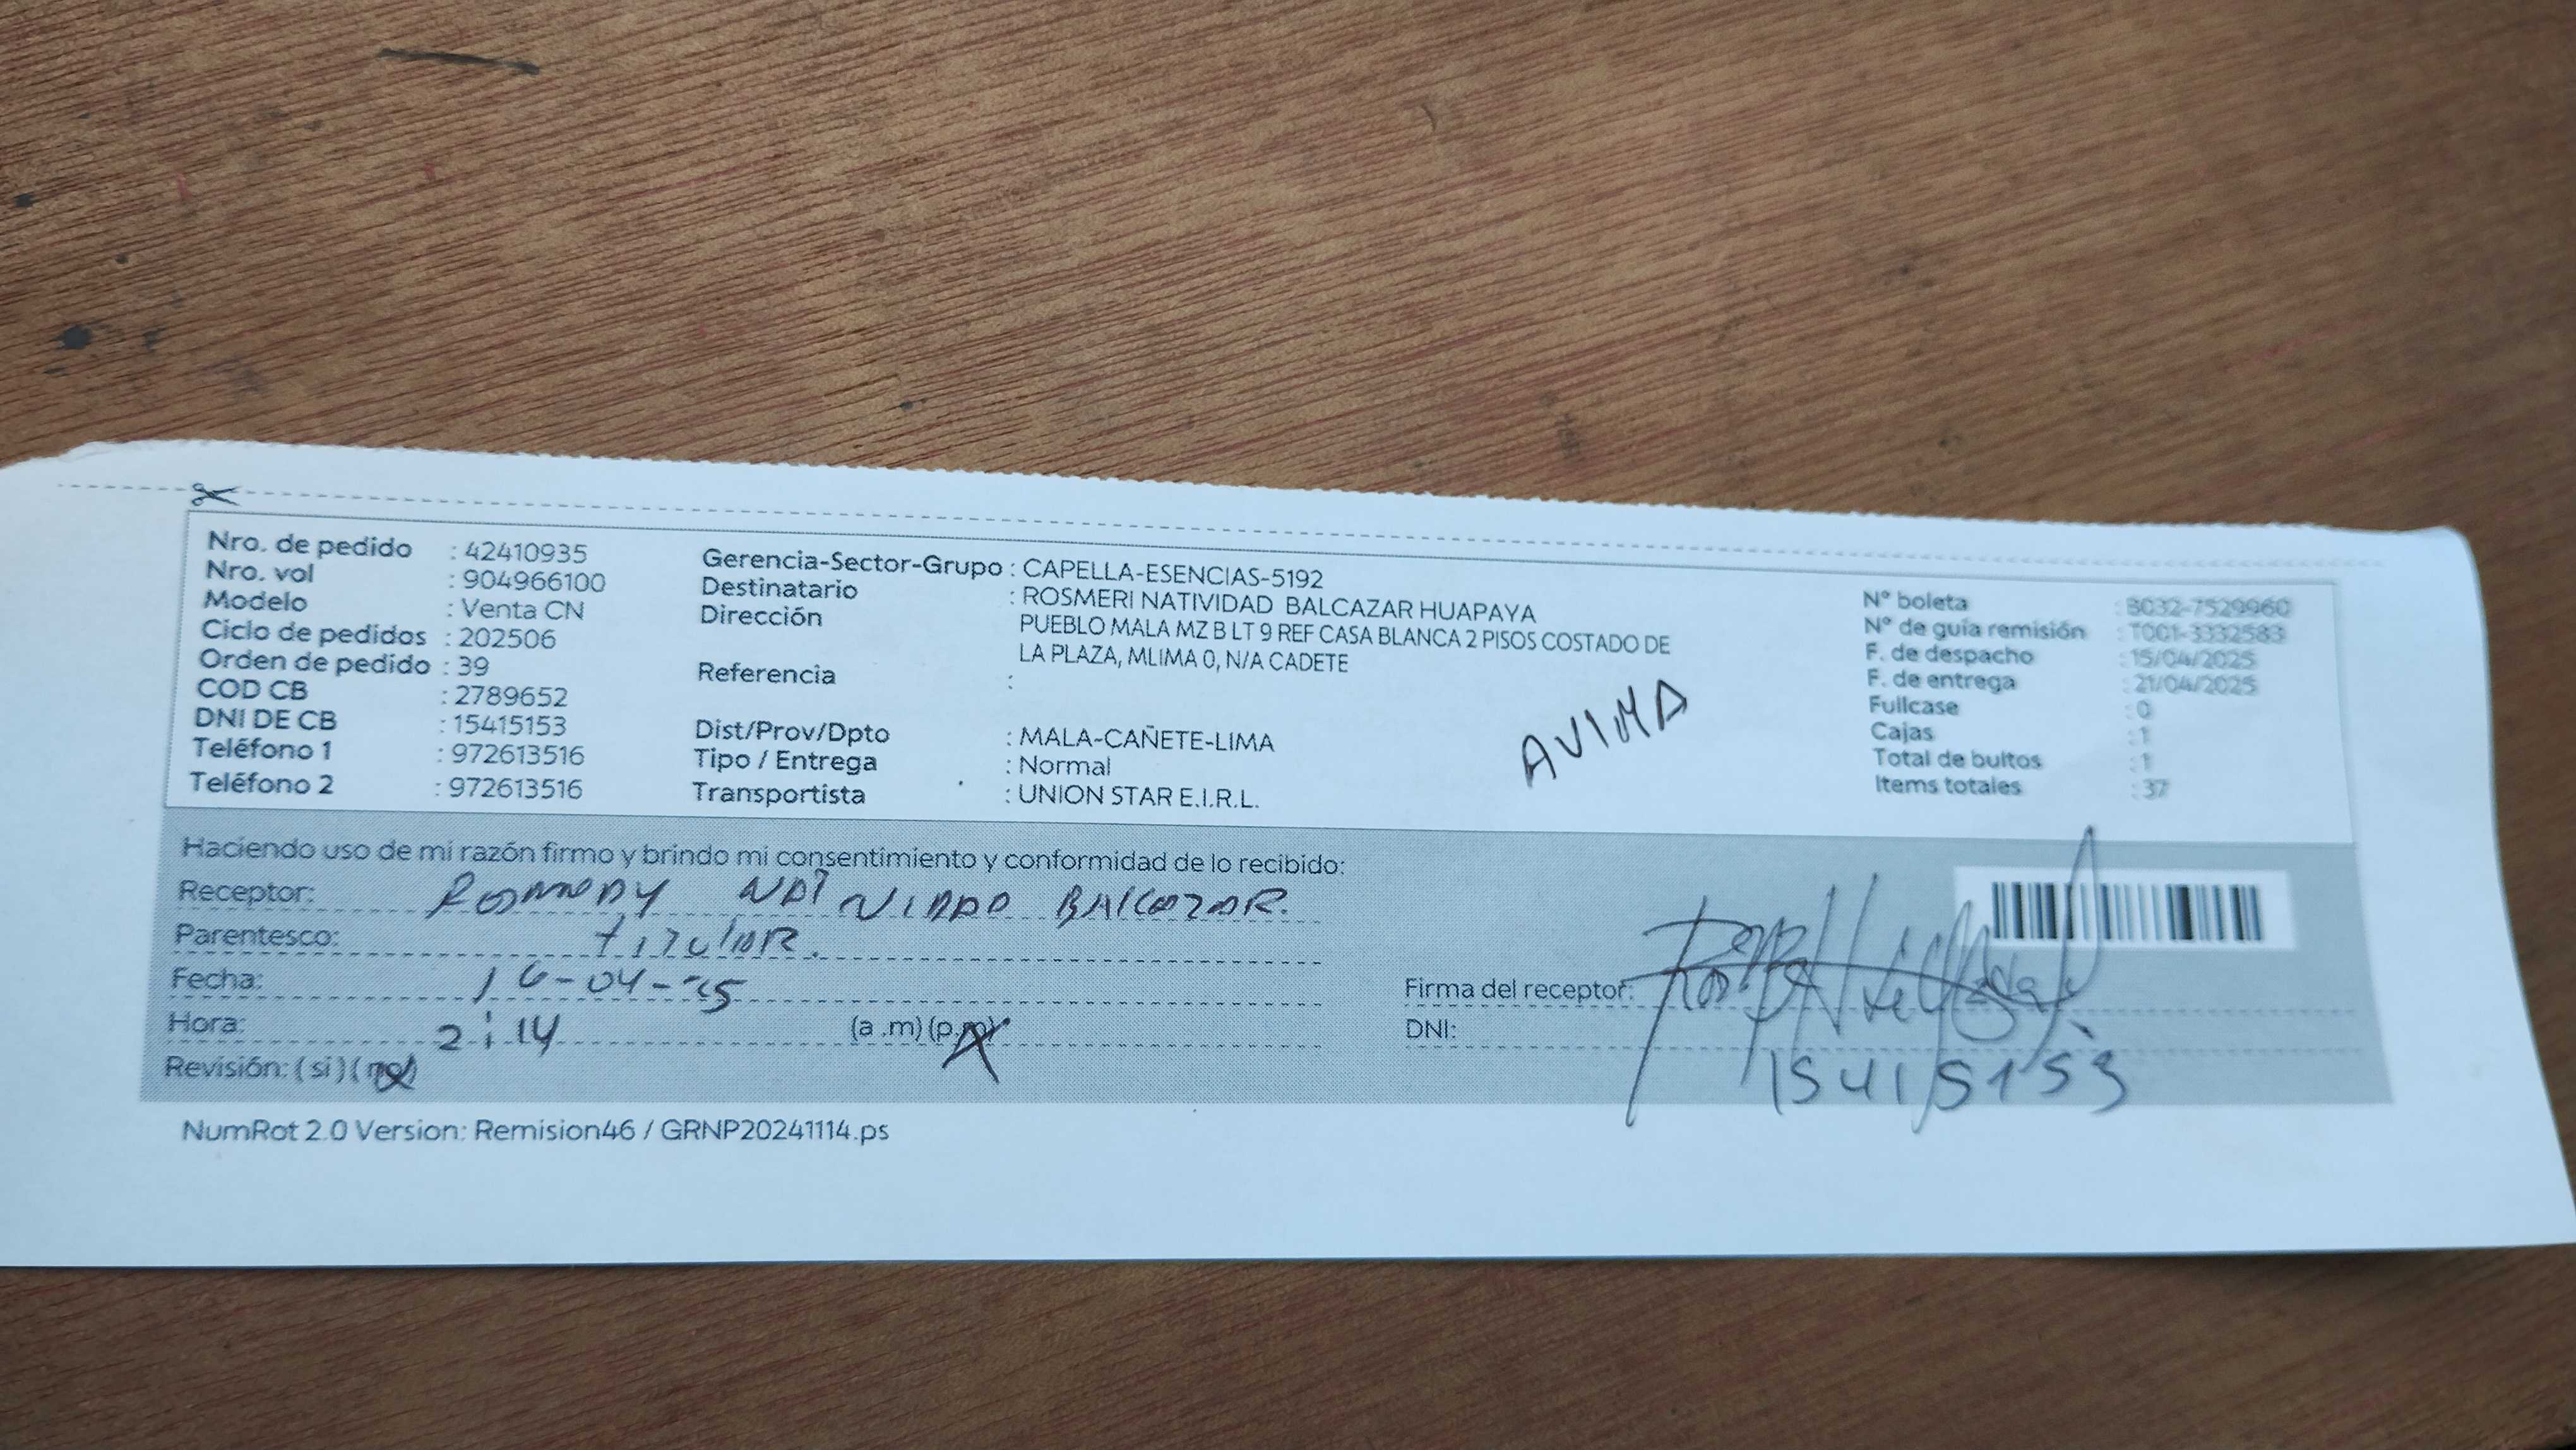 Nro. de pedido : 42410935
Nro. vol : 904966100
Modelo : Venta CN
Ciclo de pedidos : 202506
Orden de pedido : 39
COD CB : 2789652
DNI DE CB : 15415153
Teléfono 1 : 972613516
Teléfono 2 : 972613516
Gerencia-Sector-Grupo : CAPELLA-ESENCIAS-5192
Destinatario : ROSMERI NATIVIDAD BALCAZAR HUAPAYA
Dirección PUEBLO MALA MZ B LT 9 REF CASA BLANCA 2 PISOS COSTADO DE
LA PLAZA, MLIMA 0, N/A CADETE
Referencia :
Dist/Prov/Dpto : MALA-CAÑETE-LIMA
Tipo / Entrega : Normal
Transportista : UNION STAR E.I.R.L.
Nº boleta : B032-7529960
Nº de guía remisión : T001-3332583
F. de despacho : 15/04/2025
F. de entrega : 21/04/2025
Fullcase : 0
Cajas : 1
Total de bultos : 1
Items totales : 37
Haciendo uso de mi razón firmo y brindo mi consentimiento y conformidad de lo recibido:
Receptor: NATIVIDAD BALCAZAR.
Parentesco: titular.
Fecha: 16-04-25
Hora: 2:14 (a .m) (p.m)
Revisión: ( si ) ( no )
Firma del receptor:
DNI: 15415153
NumRot 2.0 Version: Remision46 / GRNP20241114.ps